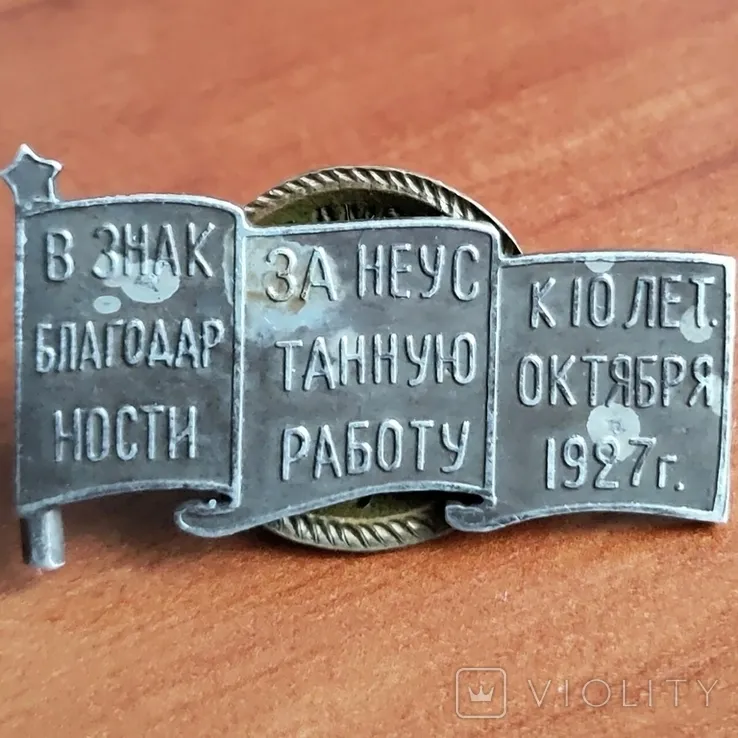 В ЗНАК
БЛАГОДАР
НОСТИ
ЗА НЕУС
ТАННУЮ
РАБОТУ
К 10 ЛЕТ.
ОКТЯБРЯ
1927 г.
VIOLITY